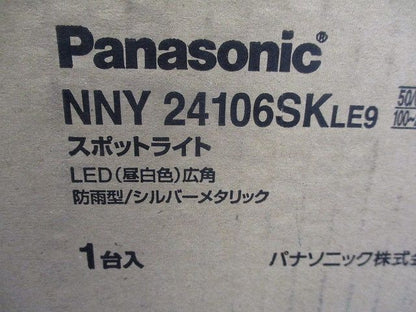 Panasonic
NNY 24106SKLE9
スポットライト
LED(昼白色)広角
防雨型/シルバーメタリック
1台入
パナソニック株式